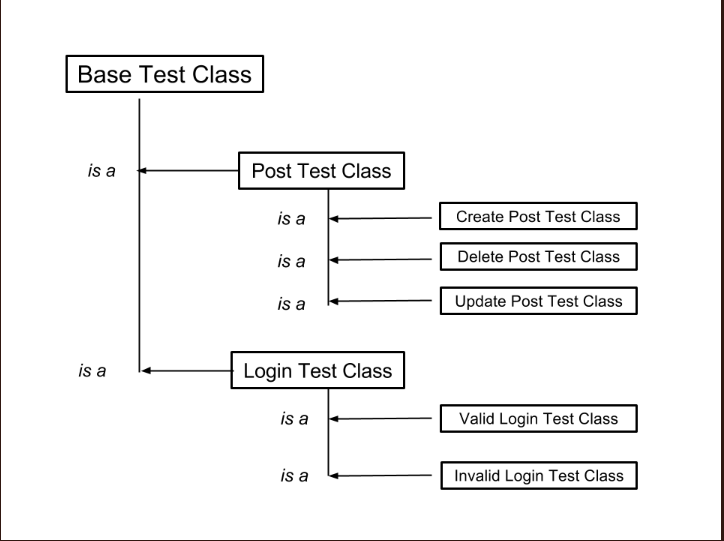 Base Test Class
is a
Post Test Class
is a
Create Post Test Class
is a
Delete Post Test Class
is a
Update Post Test Class
is a
Login Test Class
is a
Valid Login Test Class
is a
Invalid Login Test Class